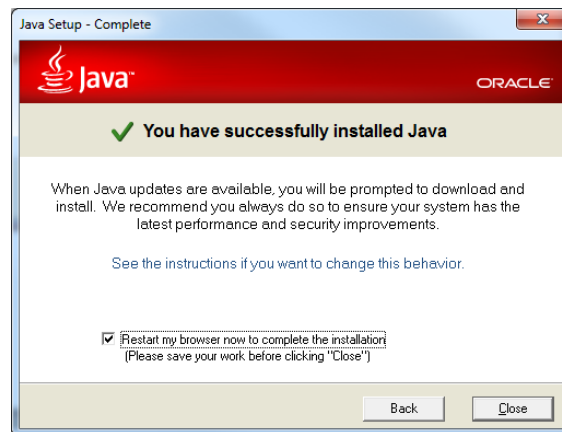 Java Setup - Complete
Java™
ORACLE®
You have successfully installed Java
When Java updates are available, you will be prompted to download and
install. We recommend you always do so to ensure your system has the
latest performance and security improvements.
See the instructions if you want to change this behavior.
Restart my browser now to complete the installation
(Please save your work before clicking "Close")
Back
Close